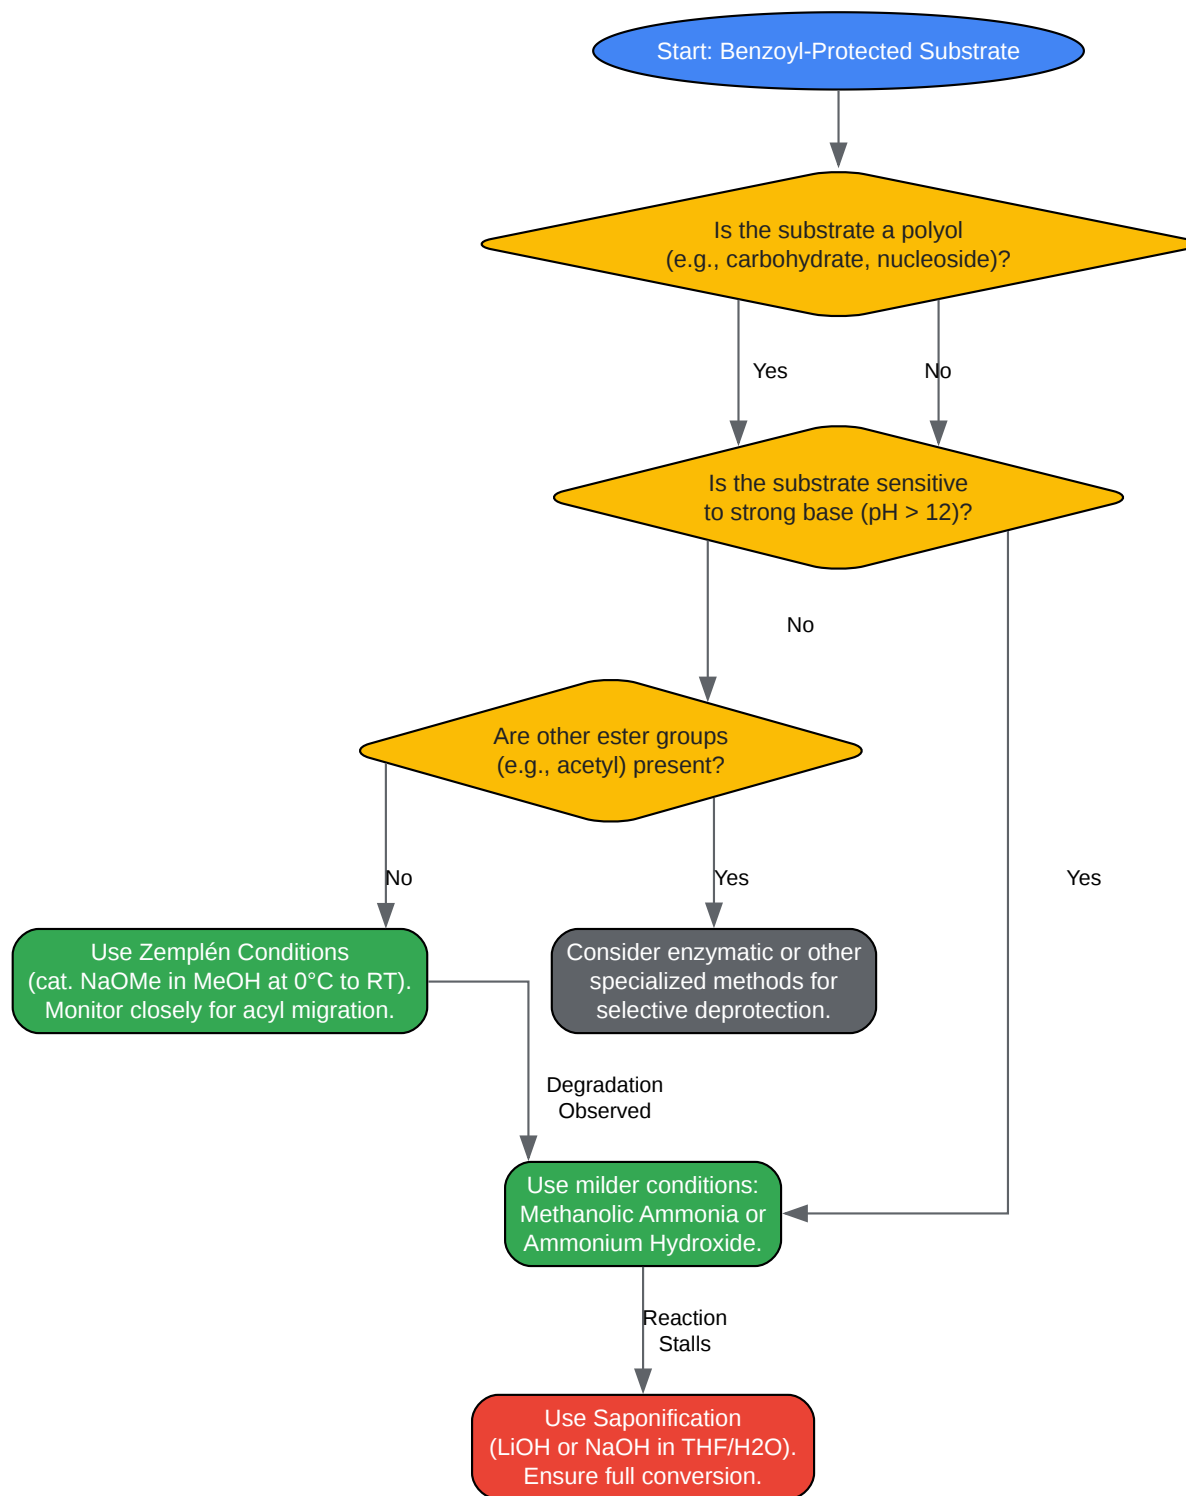 Start: Benzoyl-Protected Substrate
Is the substrate a polyol
(e.g., carbohydrate, nucleoside)?
Yes
No
Is the substrate sensitive
to strong base (pH > 12)?
No
Are other ester groups
(e.g., acetyl) present?
No
Yes
Yes
Use Zemplén Conditions
(cat. NaOMe in MeOH at 0°C to RT).
Monitor closely for acyl migration.
Consider enzymatic or other
specialized methods for
selective deprotection.
Degradation
Observed
Use milder conditions:
Methanolic Ammonia or
Ammonium Hydroxide.
Reaction
Stalls
Use Saponification
(LiOH or NaOH in THF/H2O).
Ensure full conversion.